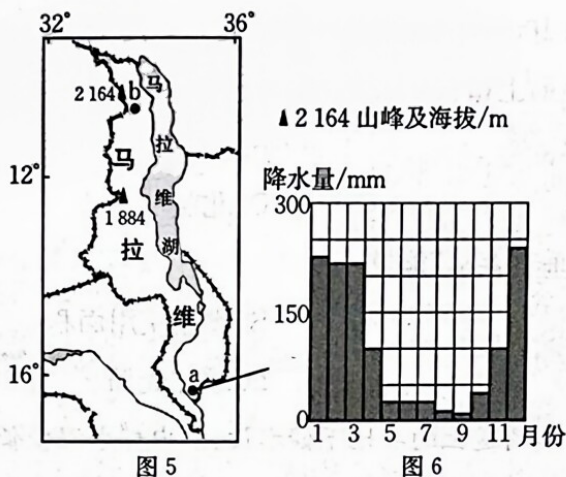 32° 36°
2 164 b
马
拉
维
湖
12°
马
1 884
拉
维
16°
a
图 5
2 164 山峰及海拔/m
降水量/mm
300
150
0
1 3 5 7 9 11 月份
图 6